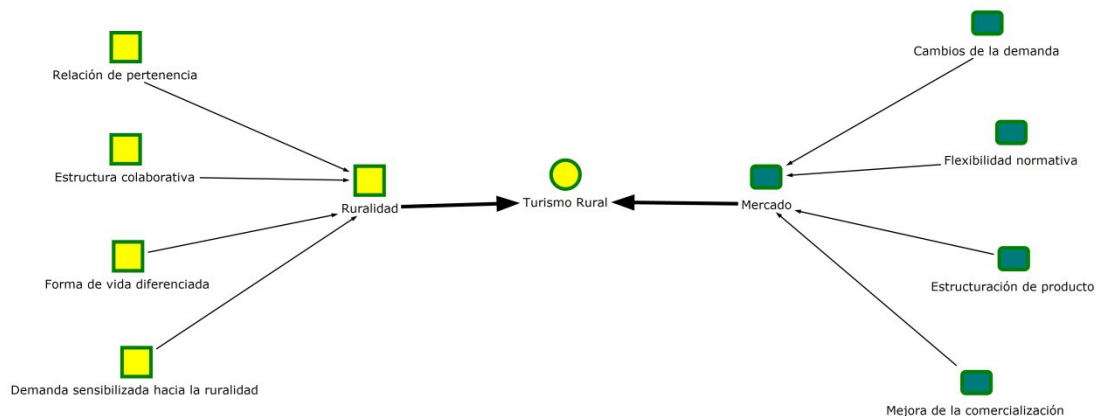 Relación de pertenencia
Estructura colaborativa
Forma de vida diferenciada
Demanda sensibilizada hacia la ruralidad
Ruralidad
Turismo Rural
Mercado
Cambios de la demanda
Flexibilidad normativa
Estructuración de producto
Mejora de la comercialización